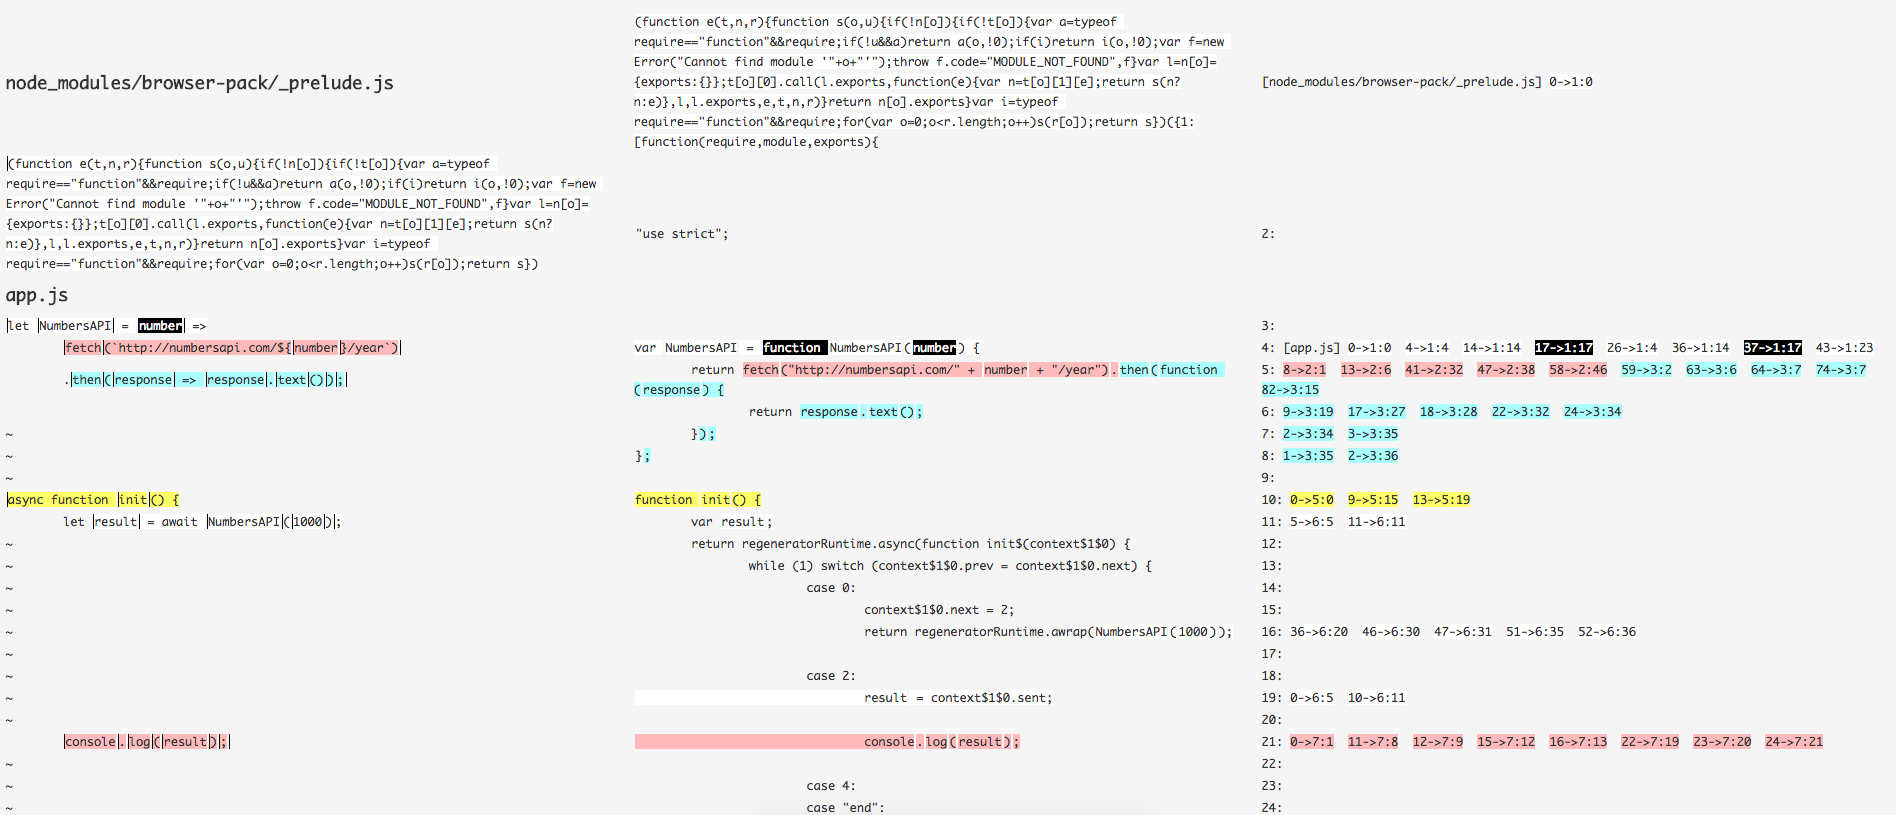 node_modules/browser-pack/_prelude.js
(function e(t,n,r){function s(o,u){if(!n[o]){if(!t[o]){var a=typeof
require=="function"&&require;if(!u&&a)return a(o,!0);if(i)return i(o,!0);var f=new
Error("Cannot find module '"+o+"'");throw f.code="MODULE_NOT_FOUND",f}var l=n[o]=
{exports:{}};t[o][0].call(l.exports,function(e){var n=t[o][1][e];return s(n?
n:e)},l,l.exports,e,t,n,r)}return n[o].exports}var i=typeof
require=="function"&&require;for(var o=0;o<r.length;o++)s(r[o]);return s})
app.js
let NumbersAPI = number =>
fetch(`http://numbersapi.com/${number}/year`)
.then(response => response.text());
~
~
~
async function init() {
let result = await NumbersAPI(1000);
~
~
~
~
~
~
~
~
~
console.log(result);
~
~
~
(function e(t,n,r){function s(o,u){if(!n[o]){if(!t[o]){var a=typeof
require=="function"&&require;if(!u&&a)return a(o,!0);if(i)return i(o,!0);var f=new
Error("Cannot find module '"+o+"'");throw f.code="MODULE_NOT_FOUND",f}var l=n[o]=
{exports:{}};t[o][0].call(l.exports,function(e){var n=t[o][1][e];return s(n?
n:e)},l,l.exports,e,t,n,r)}return n[o].exports}var i=typeof
require=="function"&&require;for(var o=0;o<r.length;o++)s(r[o]);return s})({1:
[function(require,module,exports){
"use strict";
var NumbersAPI = function NumbersAPI(number) {
return fetch("http://numbersapi.com/" + number + "/year").then(function
(response) {
return response.text();
});
};
function init() {
var result;
return regeneratorRuntime.async(function init$(context$1$0) {
while (1) switch (context$1$0.prev = context$1$0.next) {
case 0:
context$1$0.next = 2;
return regeneratorRuntime.awrap(NumbersAPI(1000));
case 2:
result = context$1$0.sent;
console.log(result);
case 4:
case "end":
[node_modules/browser-pack/_prelude.js] 0->1:0
2:
3:
4: [app.js] 0->1:0 4->1:4 14->1:14 17->1:17 26->1:4 36->1:14 37->1:17 43->1:23
5: 8->2:1 13->2:6 41->2:32 47->2:38 58->2:46 59->3:2 63->3:6 64->3:7 74->3:7
82->3:15
6: 9->3:19 17->3:27 18->3:28 22->3:32 24->3:34
7: 2->3:34 3->3:35
8: 1->3:35 2->3:36
9:
10: 0->5:0 9->5:15 13->5:19
11: 5->6:5 11->6:11
12:
13:
14:
15:
16: 36->6:20 46->6:30 47->6:31 51->6:35 52->6:36
17:
18:
19: 0->6:5 10->6:11
20:
21: 0->7:1 11->7:8 12->7:9 15->7:12 16->7:13 22->7:19 23->7:20 24->7:21
22:
23:
24: